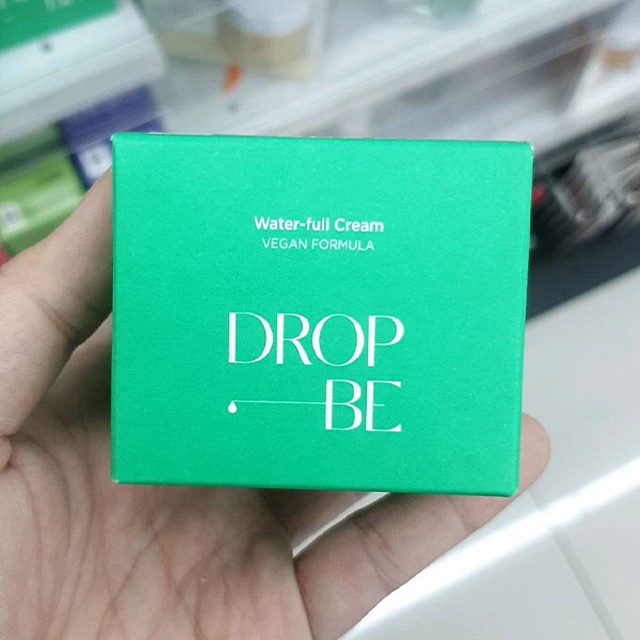 Water-full Cream
VEGAN FORMULA
DROP
BE